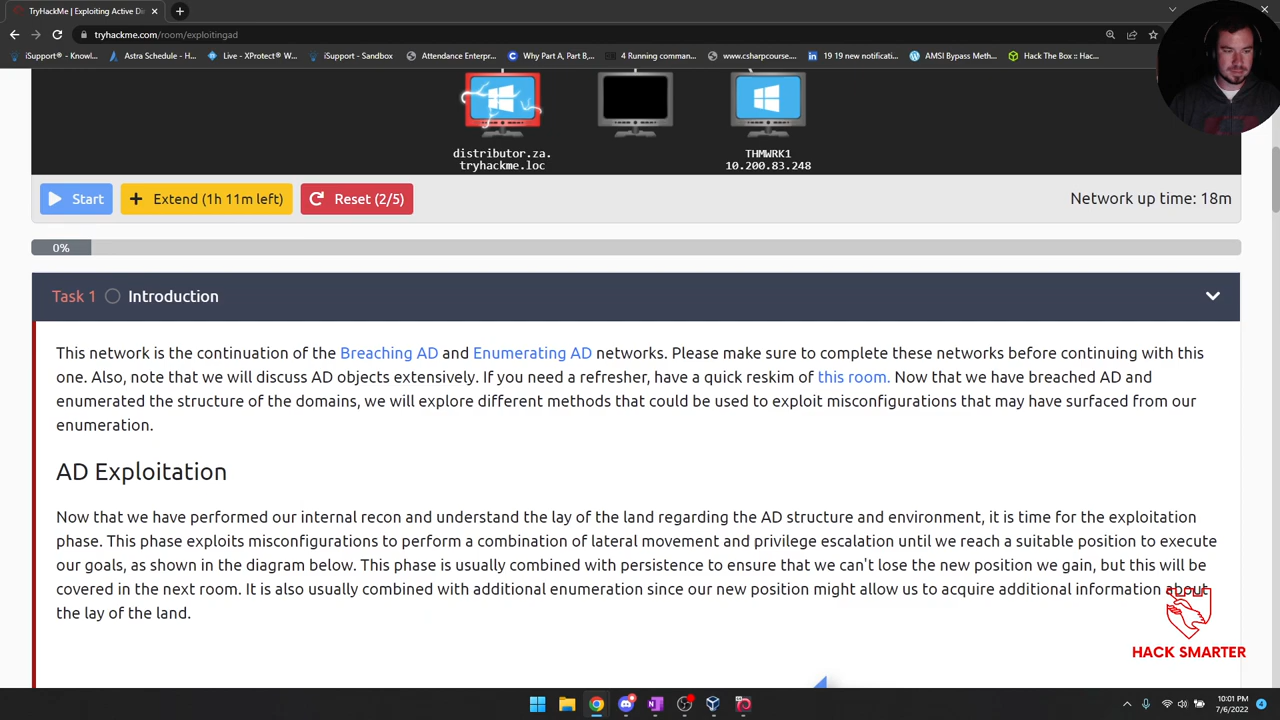 TryHackMe | Exploiting Active Di
tryhackme.com/room/exploitingad
iSupport® - Knowl...
Astra Schedule - H...
Live - XProtect® W...
iSupport - Sandbox
Attendance Enterpr...
Why Part A, Part B,...
4 Running comman...
www.csharpcourse...
19 19 new notificati...
AMSI Bypass Meth...
Hack The Box :: Hac...
distributor.za.
tryhackme.loc
THMWRK1
10.200.83.248
Start
Extend (1h 11m left)
Reset (2/5)
Network up time: 18m
0%
Task 1 Introduction
This network is the continuation of the Breaching AD and Enumerating AD networks. Please make sure to complete these networks before continuing with this
one. Also, note that we will discuss AD objects extensively. If you need a refresher, have a quick reskim of this room. Now that we have breached AD and
enumerated the structure of the domains, we will explore different methods that could be used to exploit misconfigurations that may have surfaced from our
enumeration.
AD Exploitation
Now that we have performed our internal recon and understand the lay of the land regarding the AD structure and environment, it is time for the exploitation
phase. This phase exploits misconfigurations to perform a combination of lateral movement and privilege escalation until we reach a suitable position to execute
our goals, as shown in the diagram below. This phase is usually combined with persistence to ensure that we can't lose the new position we gain, but this will be
covered in the next room. It is also usually combined with additional enumeration since our new position might allow us to acquire additional information about
the lay of the land.
HACK SMARTER
10:01 PM
7/6/2022